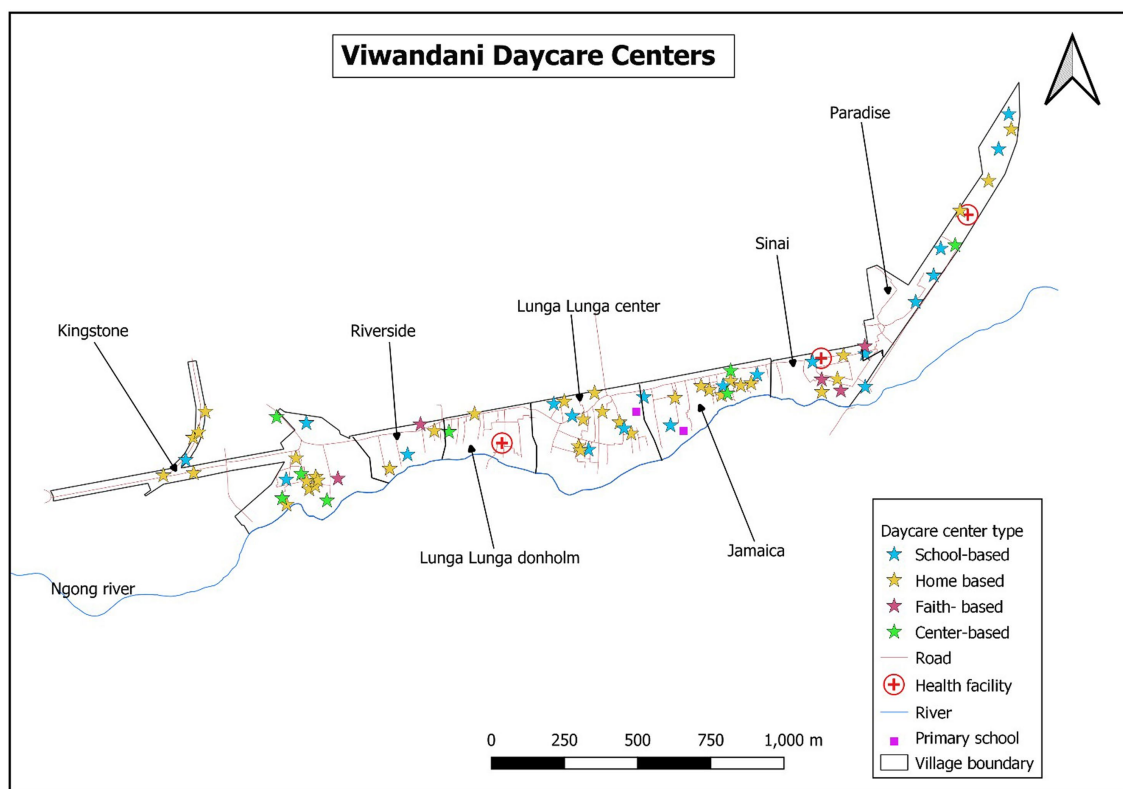 Viwandani Daycare Centers
Paradise
Sinai
Lunga Lunga center
Kingstone
Riverside
Jamaica
Lunga Lunga donholm
Ngong river
Daycare center type
School-based
Home based
Faith- based
Center-based
Road
Health facility
River
Primary school
Village boundary
0 250 500 750 1,000 m